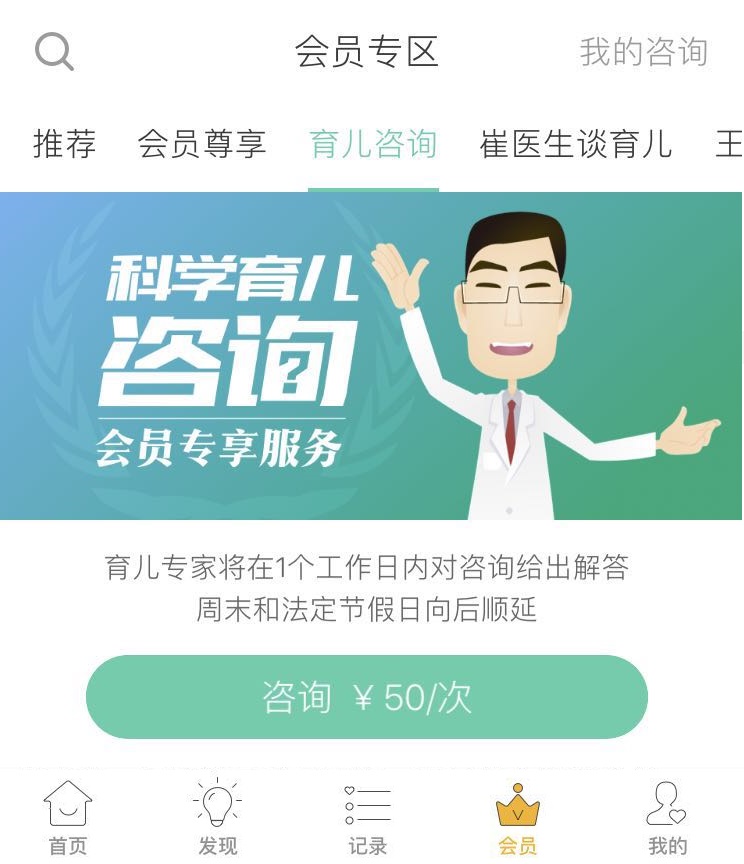 会员专区 我的咨询
推荐 会员尊享 育儿咨询 崔医生谈育儿 王
科学育儿
咨询
?
会员专享服务
育儿专家将在1个工作日内对咨询给出解答
周末和法定节假日向后顺延
咨询 ¥50/次
首页 发现 记录 会员 我的